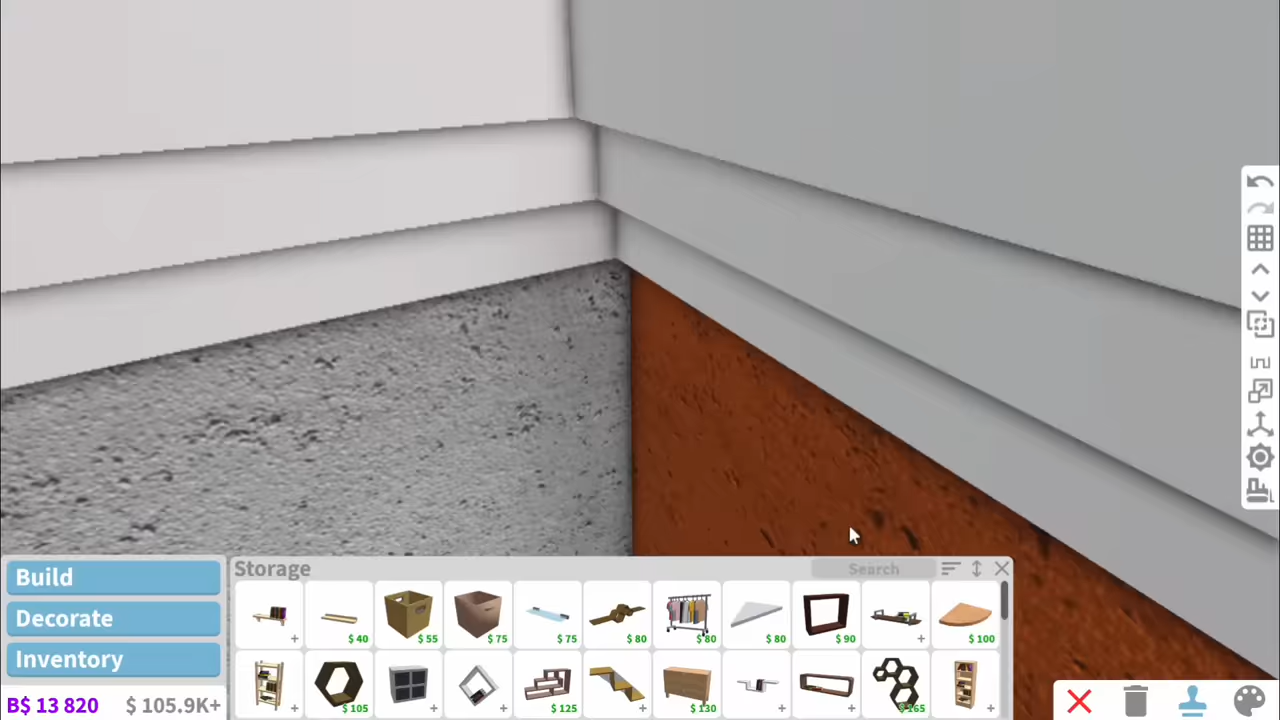 Build
Decorate
Inventory
B$ 13 820 $ 105.9K+
Storage
Search
+ $ 40 $ 55 $ 75 $ 75 $ 80 $ 80 $ 80 $ 90 + $ 100
+ $ 105 + + $ 125 + $ 130 + + $ 165 +